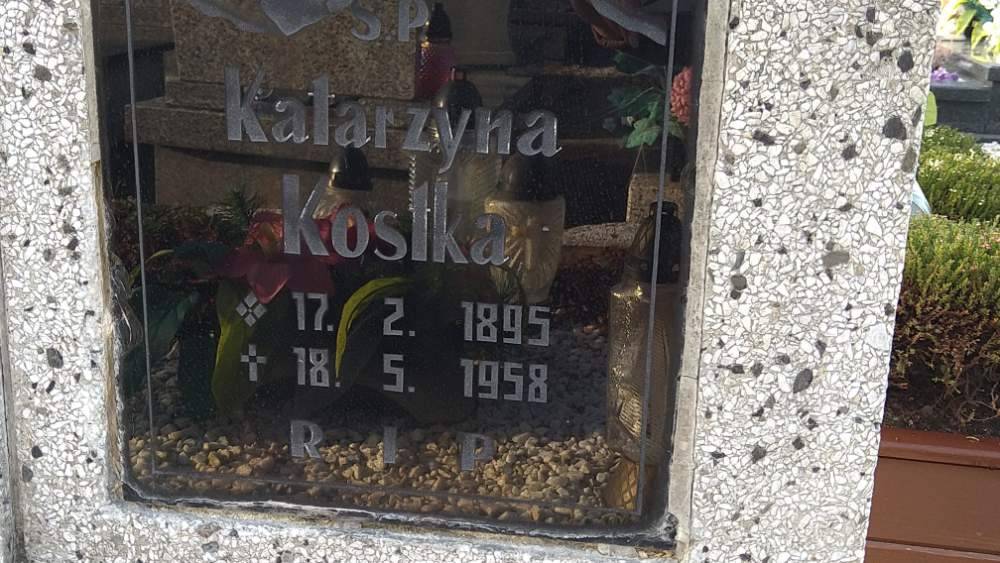 Ś.P.
Katarzyna
Kostka
17. 2. 1895
† 18. 5. 1958
R I P